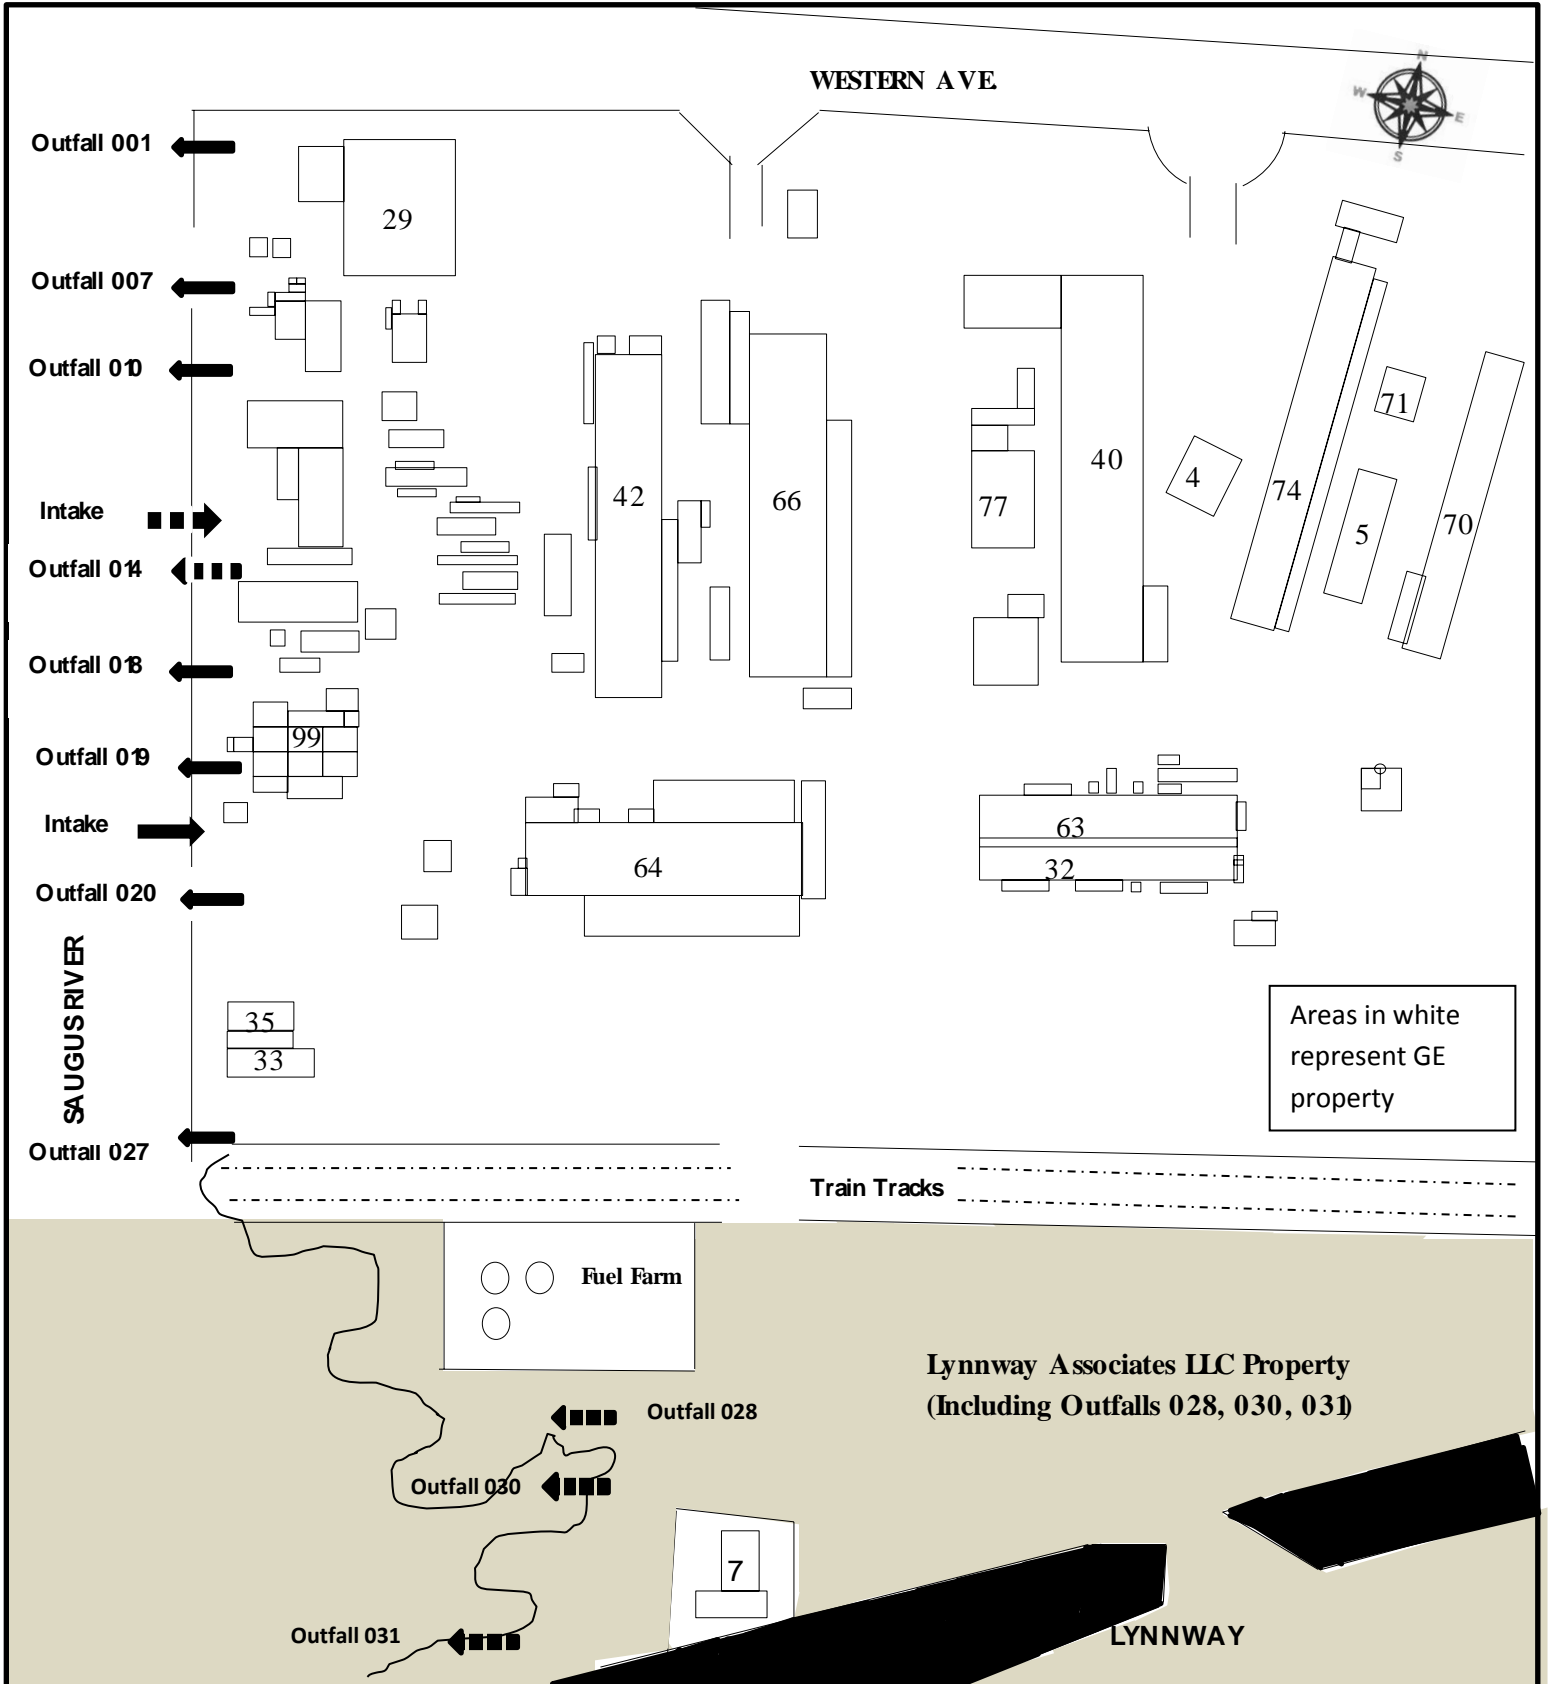 WESTERN AVE.
N
W
E
S
Outfall 001
29
Outfall 007
Outfall 010
71
40
4
42
66
77
74
Intake
5
70
Outfall 014
Outfall 018
99
Outfall 019
Intake
63
64
32
Outfall 020
SAUGUS RIVER
35
33
Areas in white
represent GE
property
Outfall 027
Train Tracks
Fuel Farm
Lynnway Associates LLC Property
(Including Outfalls 028, 030, 031)
Outfall 028
Outfall 030
7
Outfall 031
LYNNWAY